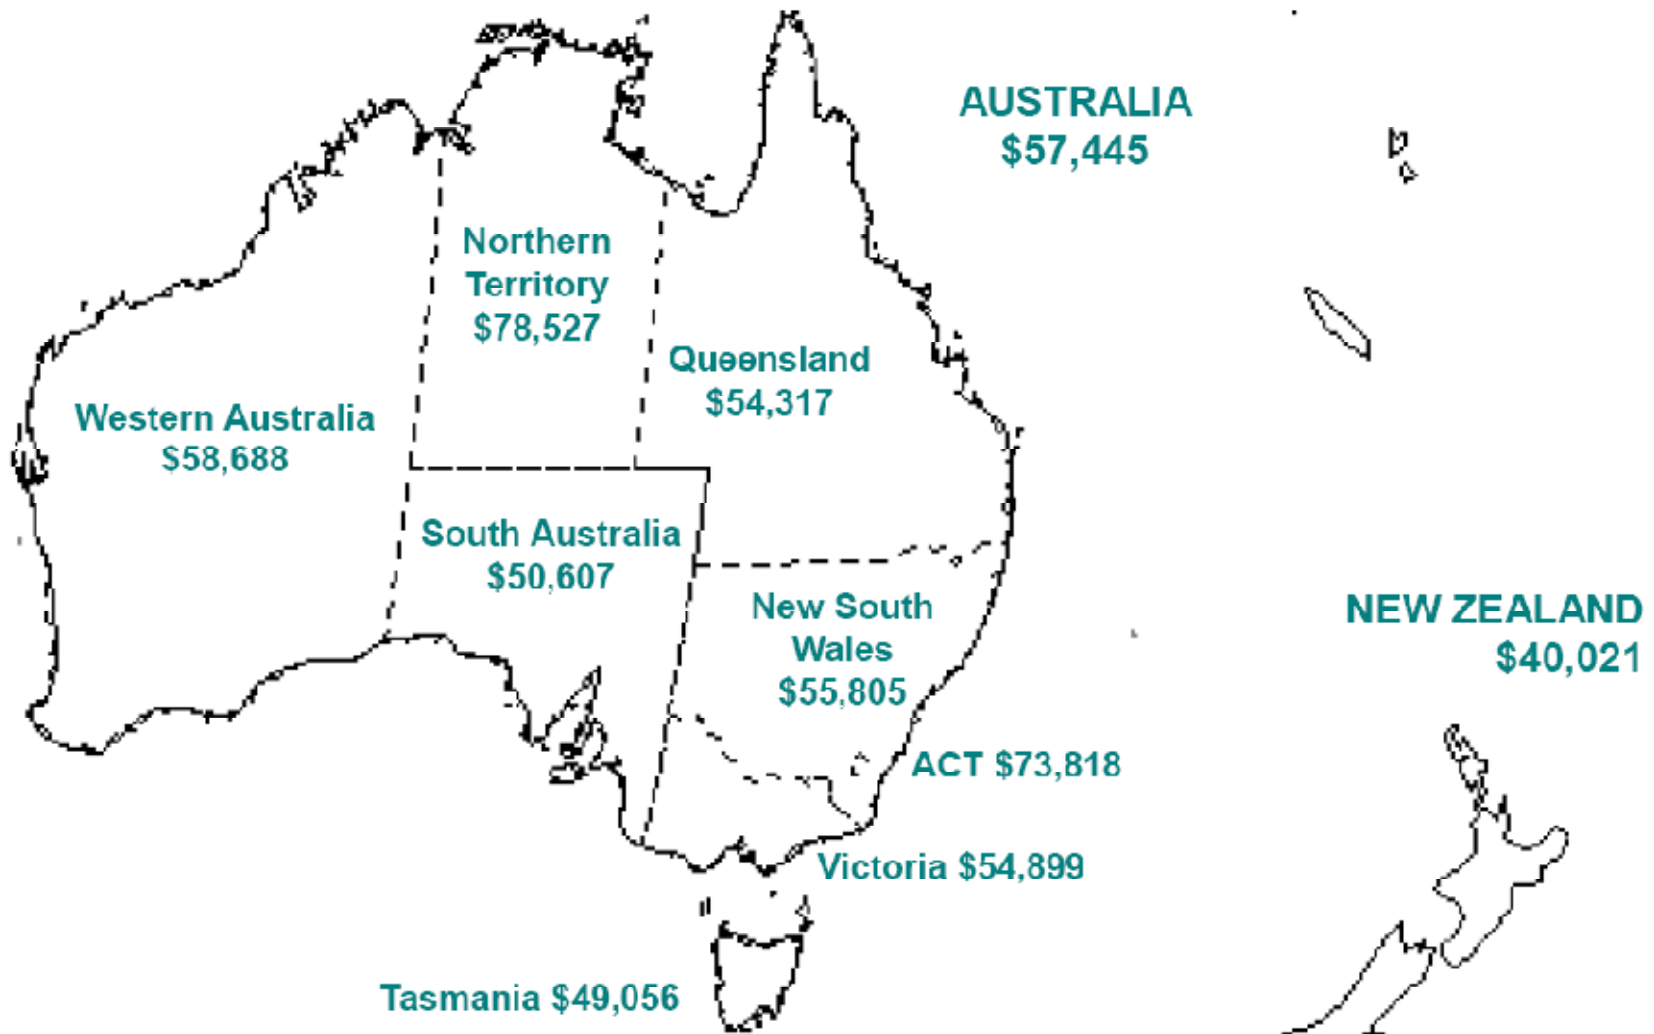 AUSTRALIA
$57,445
Northern
Territory
$78,527
Queensland
$54,317
Western Australia
$58,688
South Australia
$50,607
New South
Wales
$55,805
NEW ZEALAND
$40,021
ACT $73,818
Victoria $54,899
Tasmania $49,056